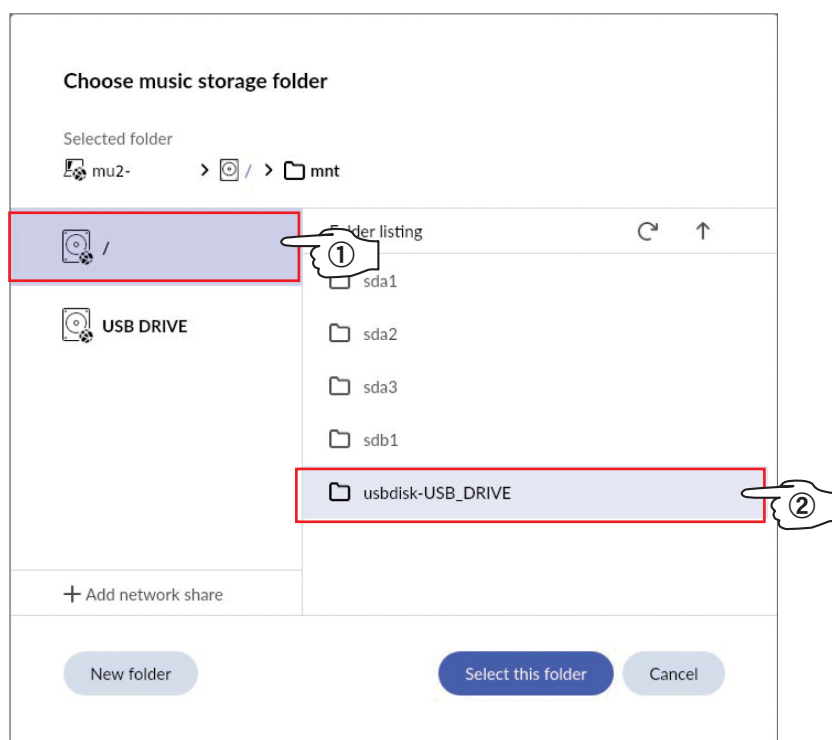 Choose music storage folder
Selected folder
mu2- > / > mnt
/
USB DRIVE
+ Add network share
Folder listing
①
sda1
sda2
sda3
sdb1
usbdisk-USB_DRIVE
②
New folder
Select this folder
Cancel